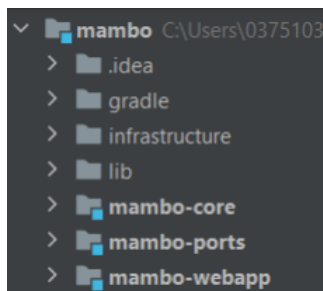 mambo C:\Users\0375103
.idea
gradle
infrastructure
lib
mambo-core
mambo-ports
mambo-webapp